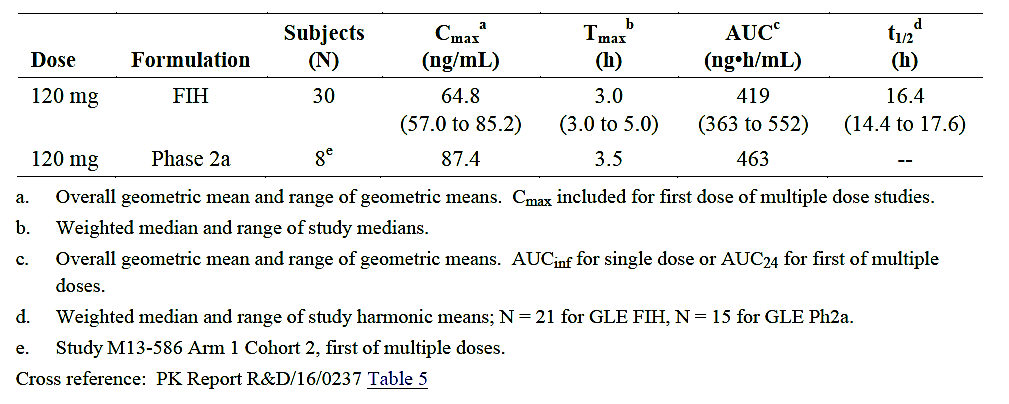 Dose Formulation Subjects (N) Cmax^a (ng/mL) Tmax^b (h) AUC^c (ng•h/mL) t1/2^d (h)
120 mg FIH 30 64.8 3.0 419 16.4
(57.0 to 85.2) (3.0 to 5.0) (363 to 552) (14.4 to 17.6)
120 mg Phase 2a 8^e 87.4 3.5 463 --
a. Overall geometric mean and range of geometric means. Cmax included for first dose of multiple dose studies.
b. Weighted median and range of study medians.
c. Overall geometric mean and range of geometric means. AUCinf for single dose or AUC24 for first of multiple
doses.
d. Weighted median and range of study harmonic means; N = 21 for GLE FIH, N = 15 for GLE Ph2a.
e. Study M13-586 Arm 1 Cohort 2, first of multiple doses.
Cross reference: PK Report R&D/16/0237 Table 5